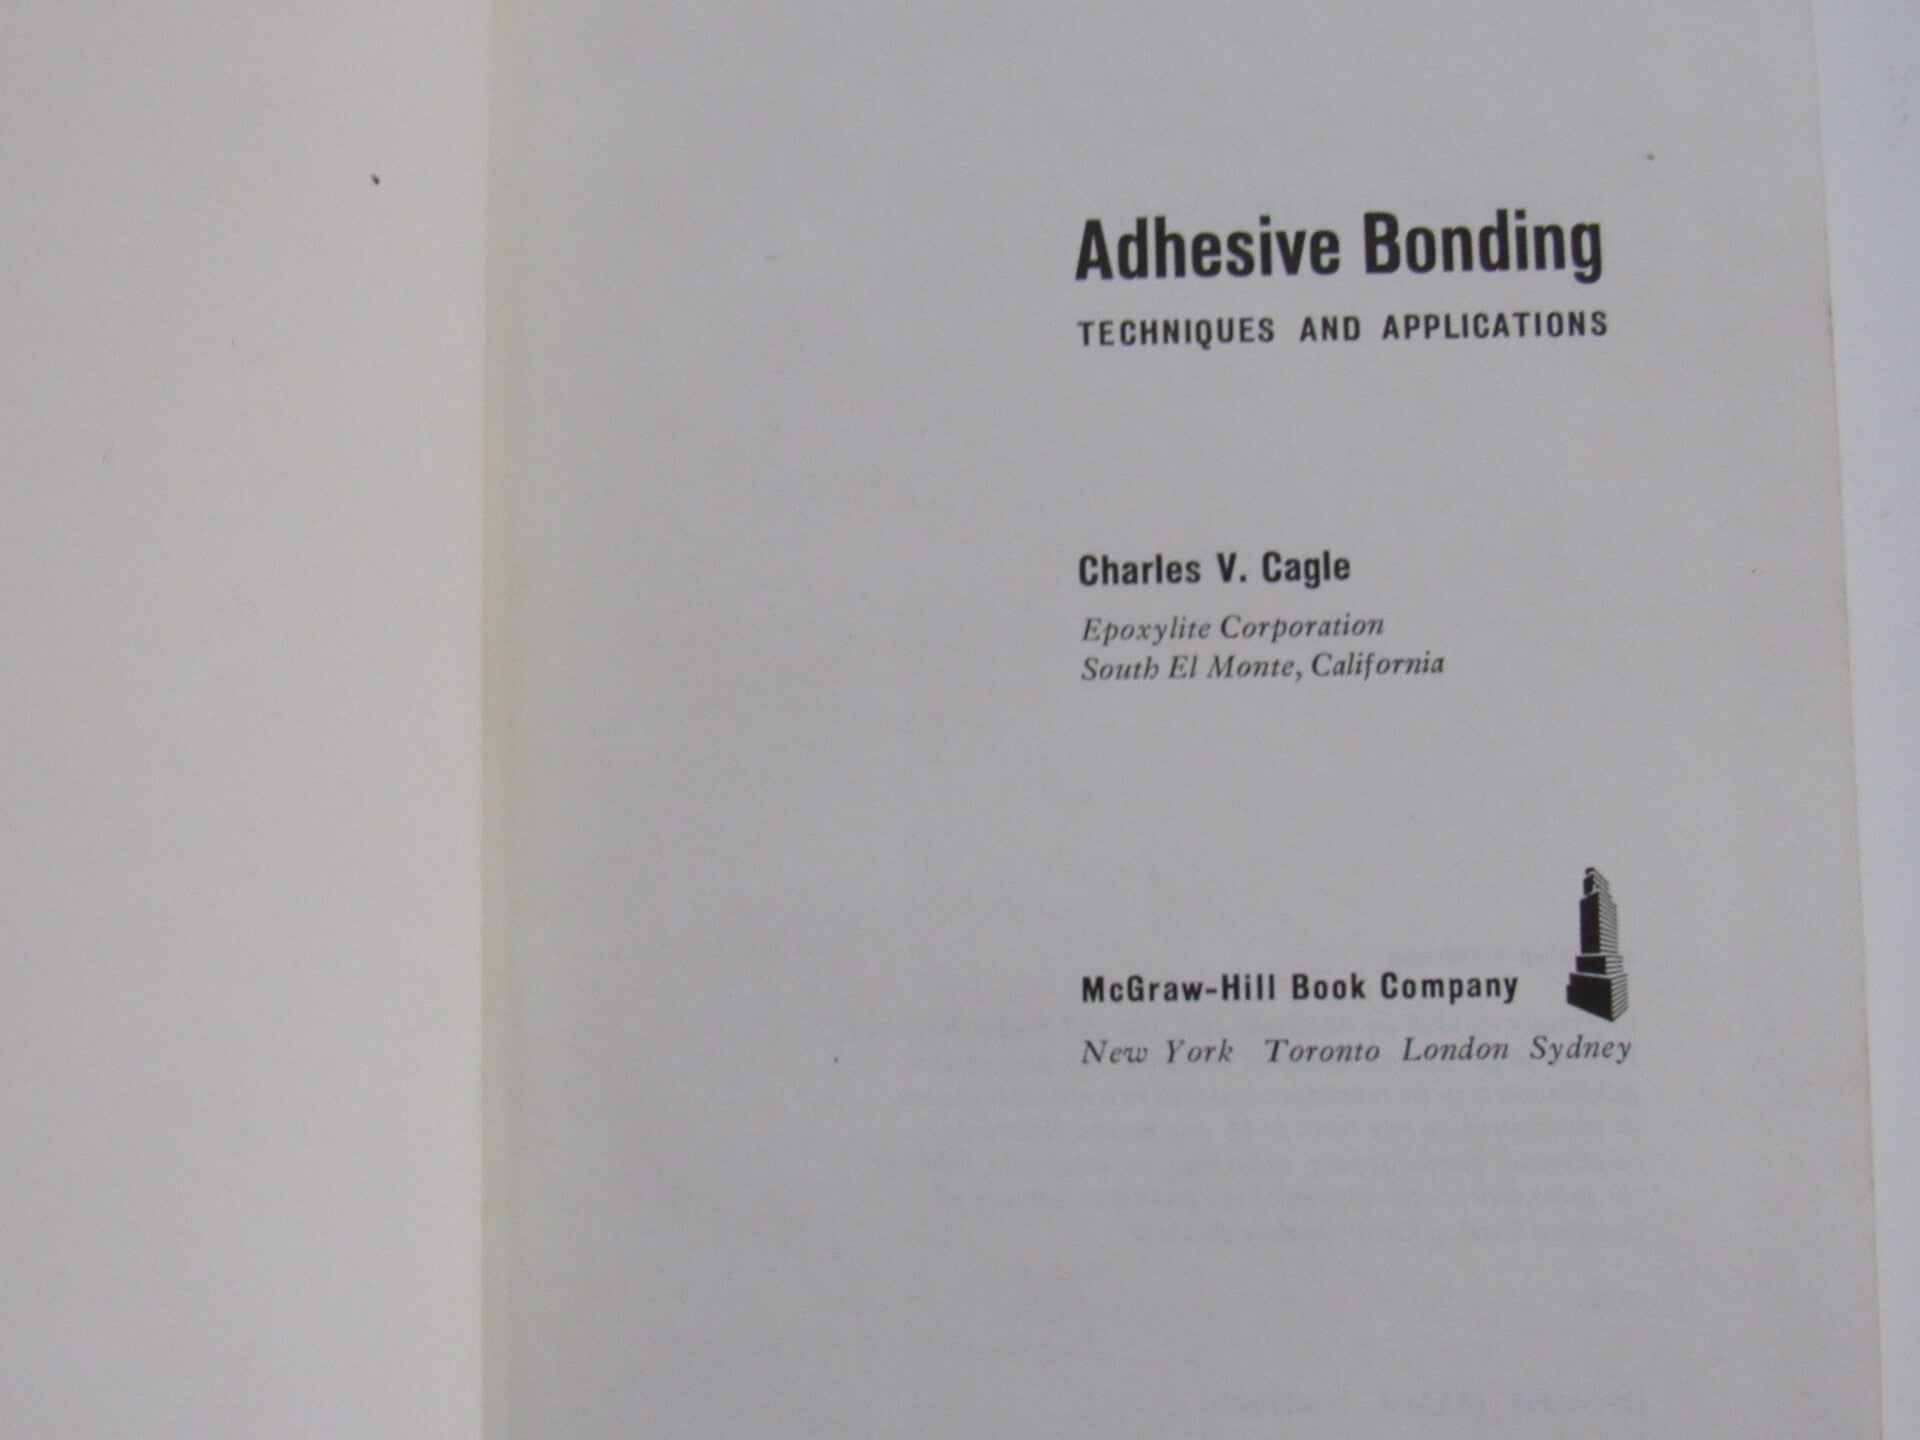 Adhesive Bonding
TECHNIQUES AND APPLICATIONS
Charles V. Cagle
Epoxylite Corporation
South El Monte, California
McGraw-Hill Book Company
New York Toronto London Sydney